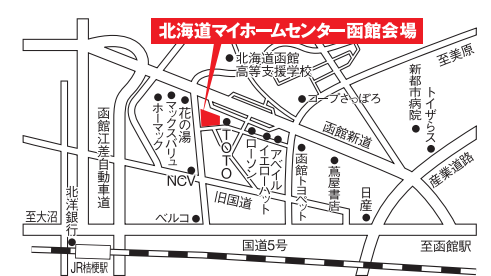 北海道マイホームセンター函館会場
至美原
北海道函館
高等支援学校
コープさっぽろ
新都市病院
トイザらス
ホーマック
マックスバリュ
花の湯
函館新道
TOTO
ローソン
イエローハット
アベイル
函館トヨペット
蔦屋書店
日産
産業道路
函館江差自動車道
NCV
旧国道
ベルコ
北洋銀行
至大沼
国道5号
至函館駅
JR桔梗駅